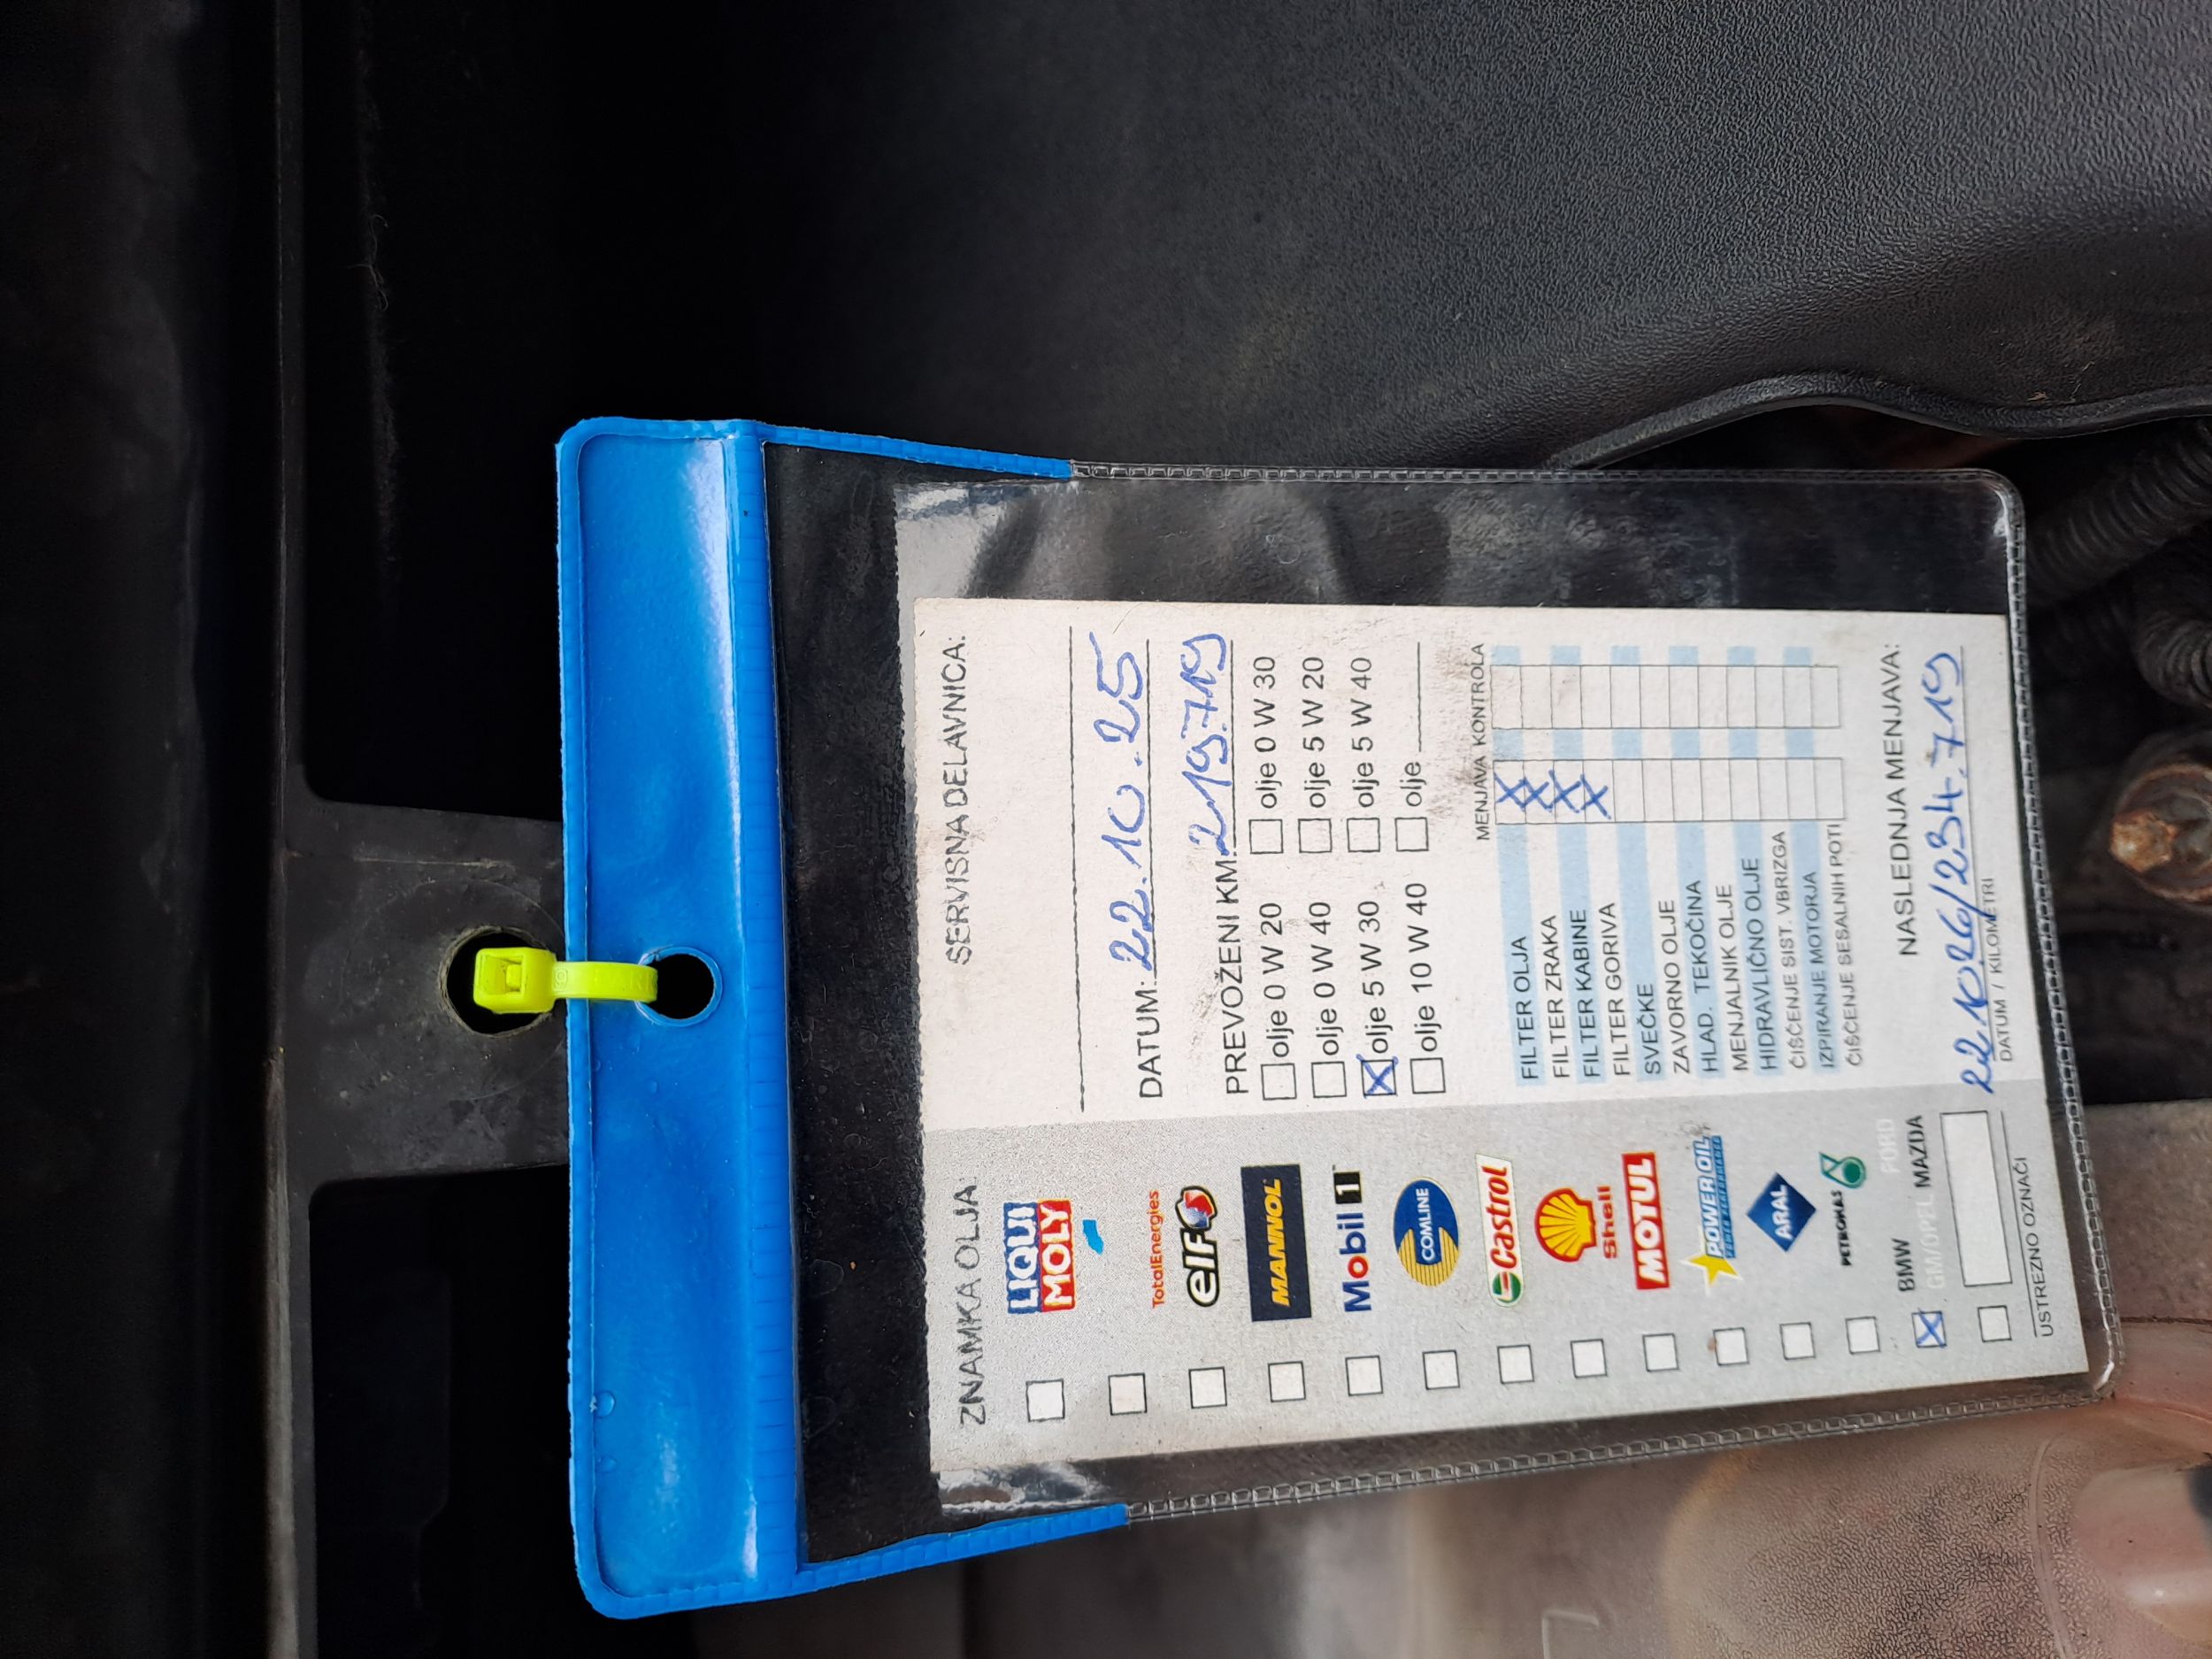 SERVISNA DELAVNICA:
DATUM: 22.10.25
PREVOŽENI KM: 219.719
olje 0 W 20 olje 0 W 30
olje 0 W 40 olje 5 W 20
olje 5 W 30 olje 5 W 40
olje 10 W 40 olje
MENJAVA KONTROLA
FILTER OLJA
FILTER ZRAKA
FILTER KABINE
FILTER GORIVA
SVEČKE
ZAVORNO OLJE
HLAD. TEKOČINA
MENJALNIK OLJE
HIDRAVLIČNO OLJE
ČIŠČENJE SIST. VBRIZGA
IZPIRANJE MOTORJA
ČIŠČENJE SESALNIH POTI
NASLEDNJA MENJAVA:
22.10.26/234.719
DATUM / KILOMETRI
ZNAMKA OLJA
LIQUI
MOLY
TotalEnergies
elf
MANNOL
Mobil 1
COMLINE
Castrol
Shell
MOTUL
POWEROIL
ARAL
PETRONAS
BMW FORD
GM/OPEL MAZDA
USTREZNO OZNAČI